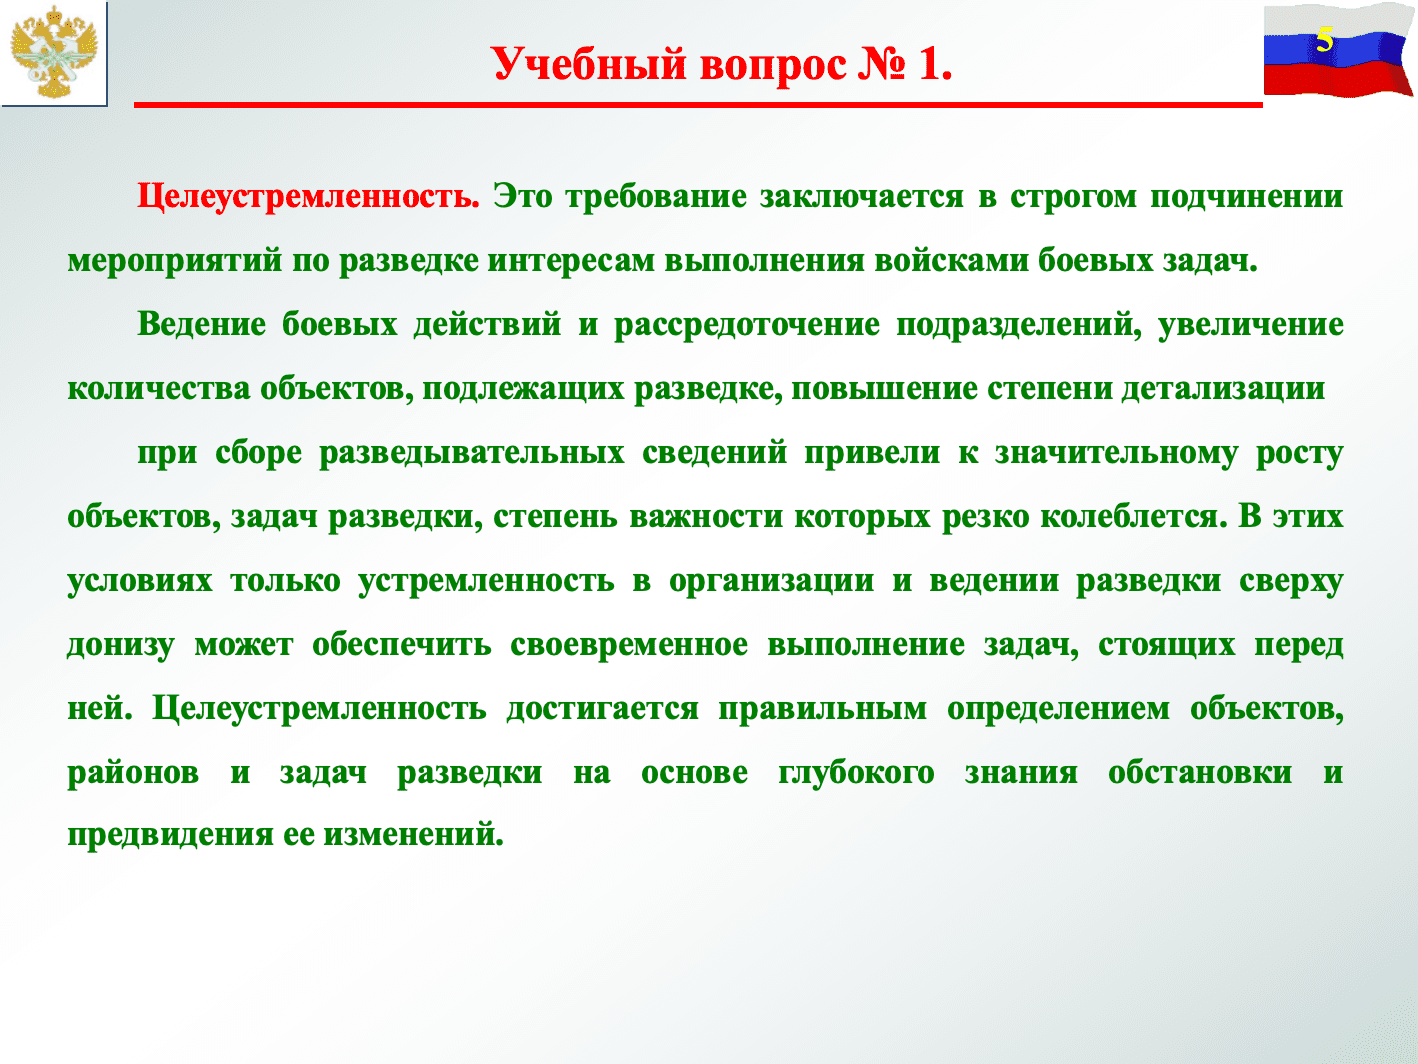 5
Учебный вопрос № 1.
Целеустремленность. Это требование заключается в строгом подчинении
мероприятий по разведке интересам выполнения войсками боевых задач.
Ведение боевых действий и рассредоточение подразделений, увеличение
количества объектов, подлежащих разведке, повышение степени детализации
при сборе разведывательных сведений привели к значительному росту
объектов, задач разведки, степень важности которых резко колеблется. В этих
условиях только устремленность в организации и ведении разведки сверху
донизу может обеспечить своевременное выполнение задач, стоящих перед
ней. Целеустремленность достигается правильным определением объектов,
районов и задач разведки на основе глубокого знания обстановки и
предвидения ее изменений.